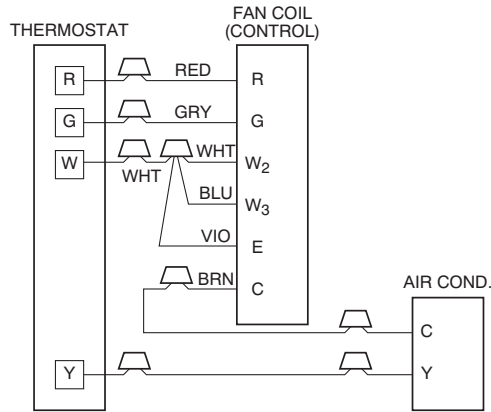 FAN COIL
(CONTROL)
THERMOSTAT
R
RED
R
G
GRY
G
W
WHT
WHT
W2
BLU
W3
VIO
E
BRN
C
AIR COND.
C
Y
Y